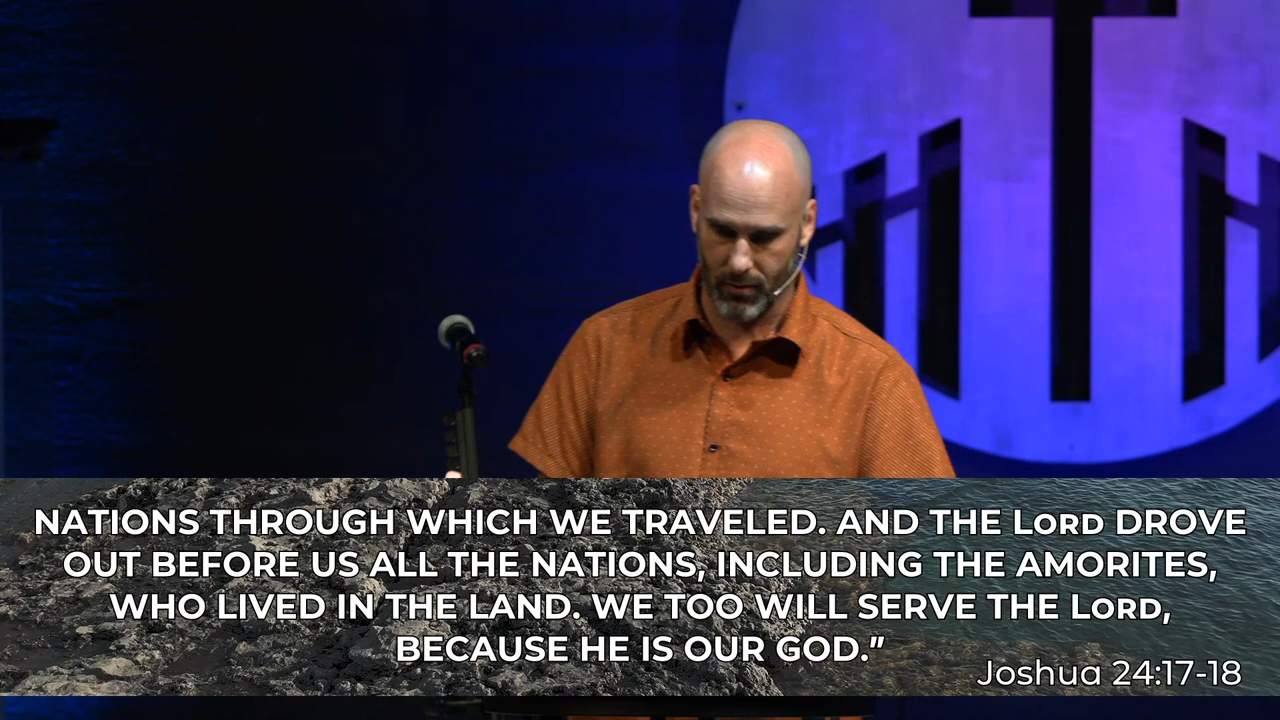 NATIONS THROUGH WHICH WE TRAVELED. AND THE Lord DROVE
OUT BEFORE US ALL THE NATIONS, INCLUDING THE AMORITES,
WHO LIVED IN THE LAND. WE TOO WILL SERVE THE Lord,
BECAUSE HE IS OUR GOD.”
Joshua 24:17-18